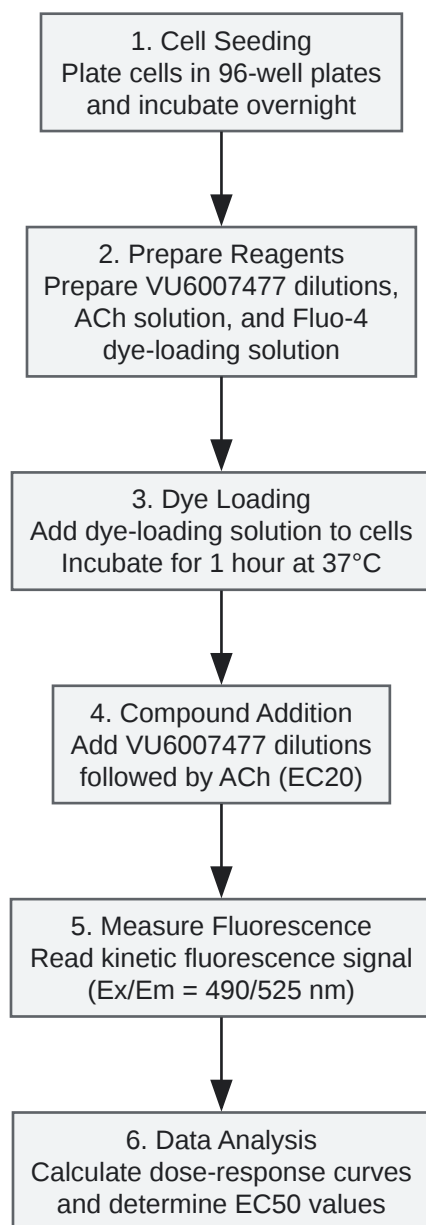 1. Cell Seeding
Plate cells in 96-well plates
and incubate overnight
2. Prepare Reagents
Prepare VU6007477 dilutions,
ACh solution, and Fluo-4
dye-loading solution
3. Dye Loading
Add dye-loading solution to cells
Incubate for 1 hour at 37°C
4. Compound Addition
Add VU6007477 dilutions
followed by ACh (EC20)
5. Measure Fluorescence
Read kinetic fluorescence signal
(Ex/Em = 490/525 nm)
6. Data Analysis
Calculate dose-response curves
and determine EC50 values